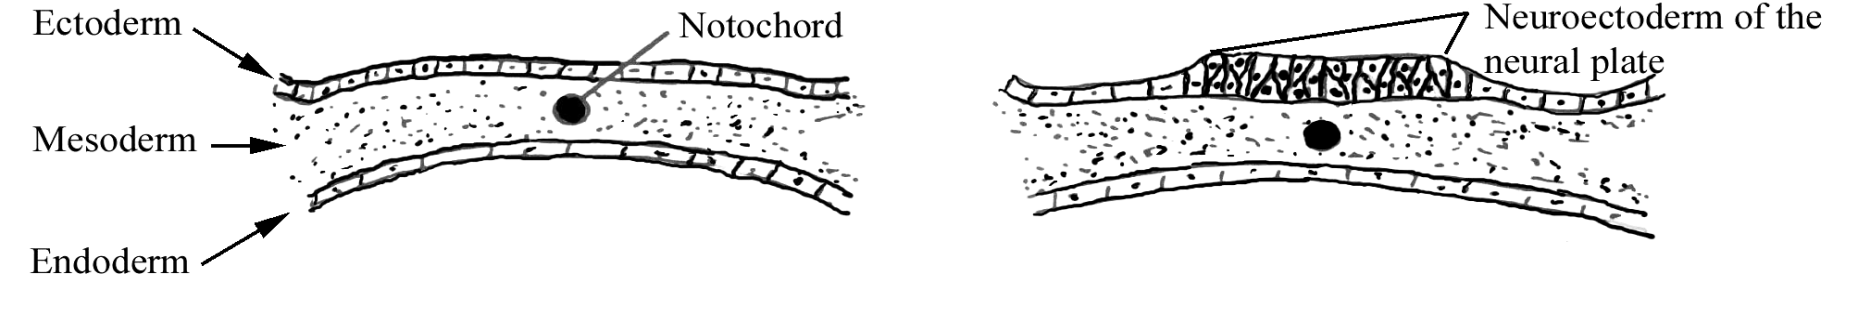 Ectoderm
Notochord
Mesoderm
Endoderm
Neuroectoderm of the
neural plate